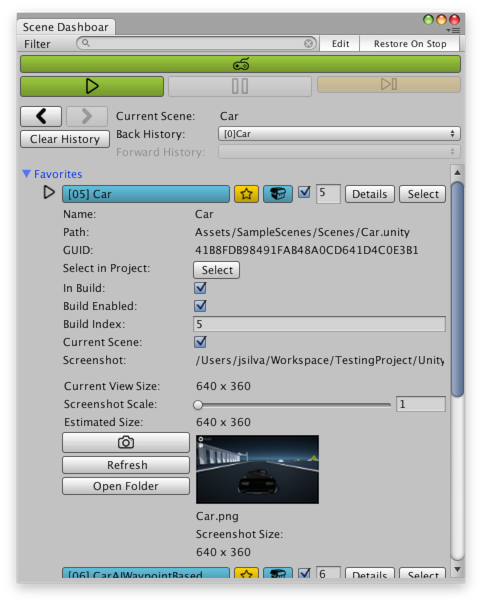 Scene Dashboar
Filter Edit Restore On Stop
Current Scene: Car
Clear History Back History: [0]Car
Forward History:
Favorites
[05] Car 5 Details Select
Name: Car
Path: Assets/SampleScenes/Scenes/Car.unity
GUID: 41B8FDB98491FAB48A0CD641D4C0E3B1
Select in Project: Select
In Build:
Build Enabled:
Build Index: 5
Current Scene:
Screenshot: /Users/jsilva/Workspace/TestingProject/Unity
Current View Size: 640 x 360
Screenshot Scale: 1
Estimated Size: 640 x 360
Refresh
Open Folder
Car.png
Screenshot Size:
640 x 360
[06] CarAIWaypointBased 6 Details Select